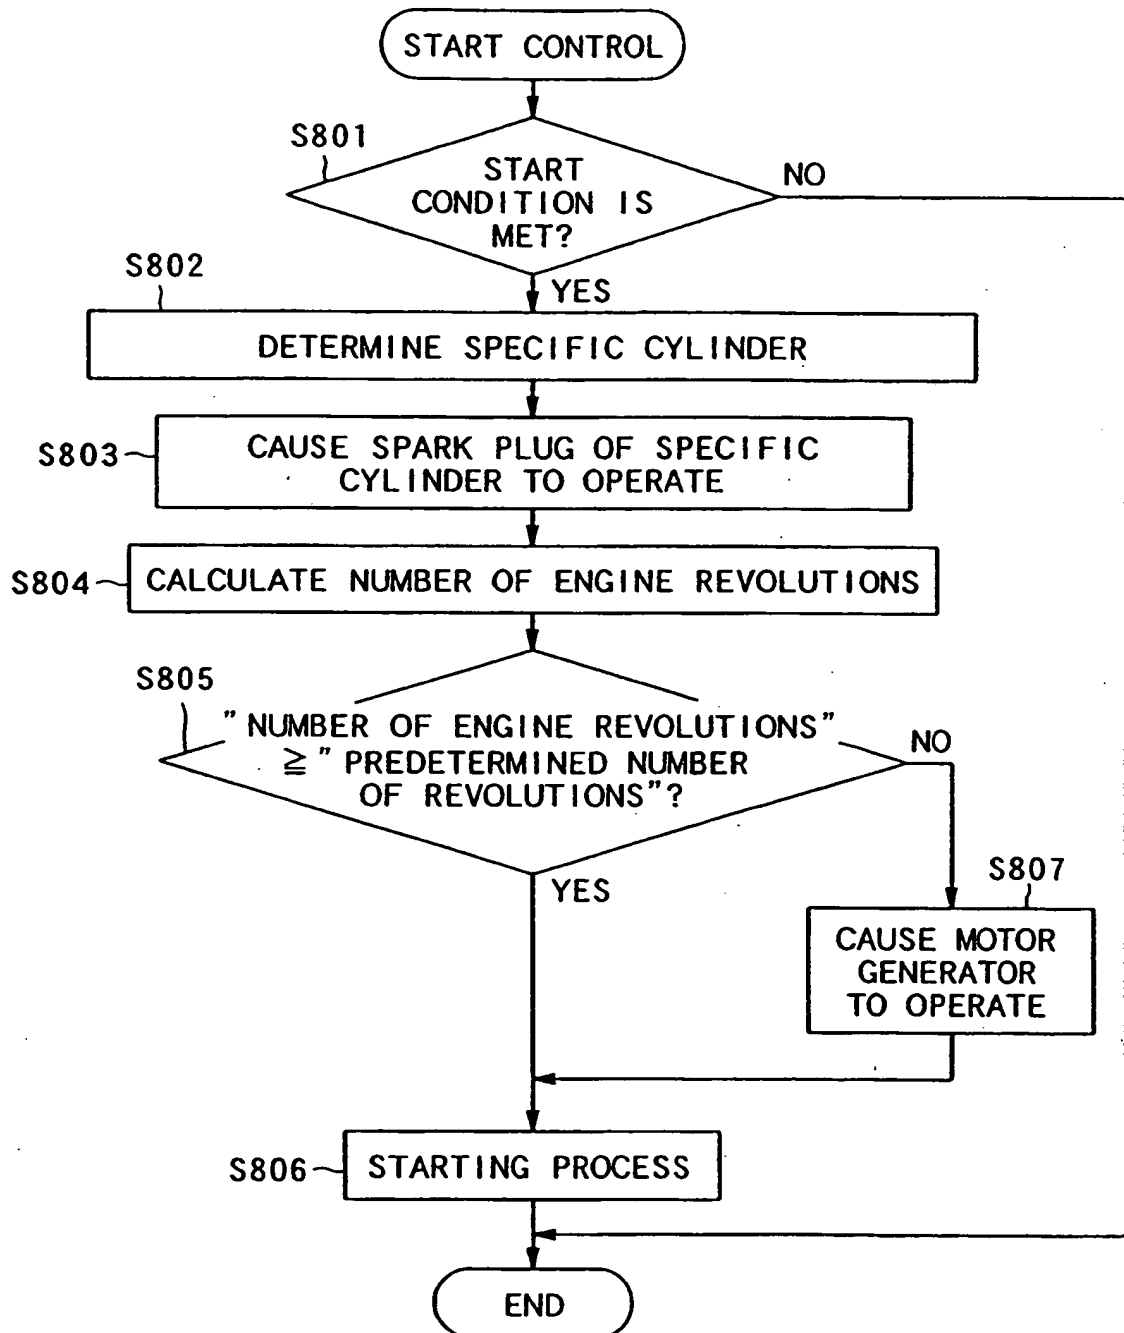 START CONTROL
S801
START
CONDITION IS
MET?
NO
S802
YES
DETERMINE SPECIFIC CYLINDER
S803
CAUSE SPARK PLUG OF SPECIFIC
CYLINDER TO OPERATE
S804
CALCULATE NUMBER OF ENGINE REVOLUTIONS
S805
" NUMBER OF ENGINE REVOLUTIONS"
≧ " PREDETERMINED NUMBER
OF REVOLUTIONS"?
NO
YES
S807
CAUSE MOTOR
GENERATOR
TO OPERATE
S806
STARTING PROCESS
END